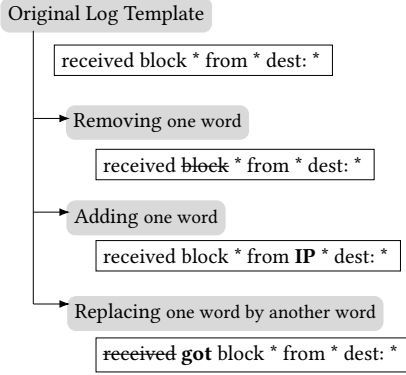 Original Log Template
received block * from * dest: *
Removing one word
received block * from * dest: *
Adding one word
received block * from IP * dest: *
Replacing one word by another word
received got block * from * dest: *